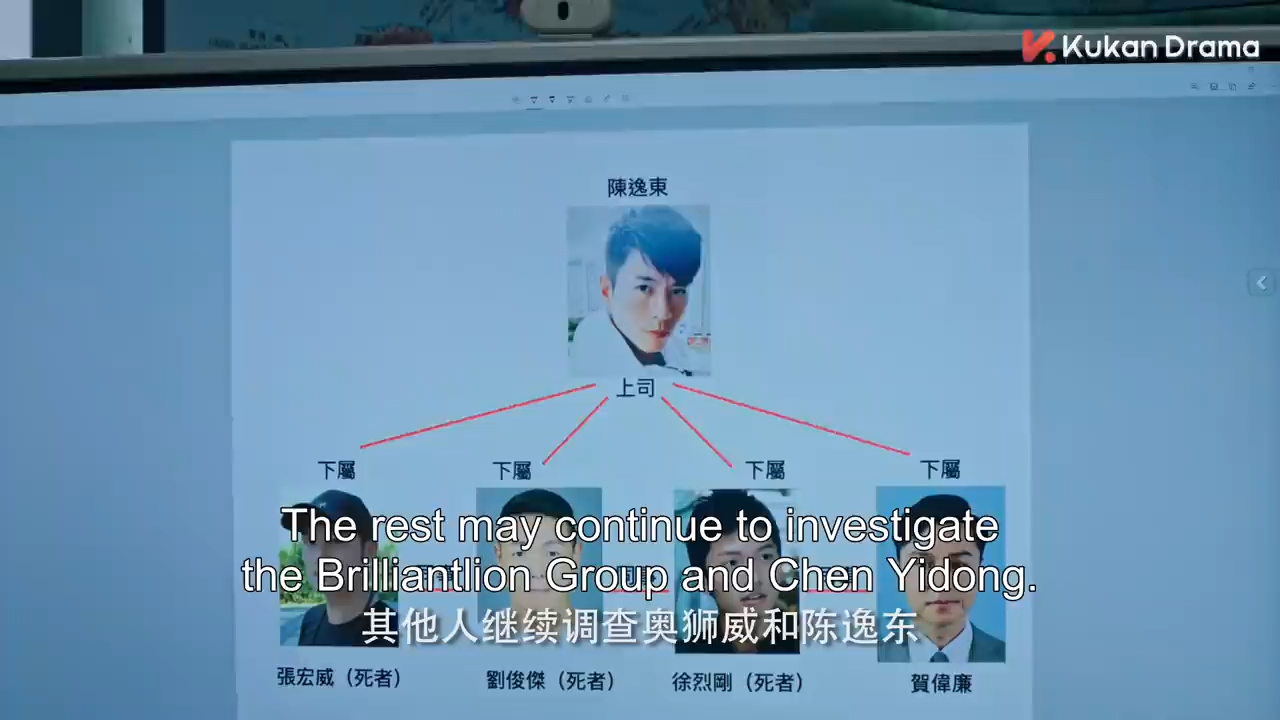 Kukan Drama
陳逸東
上司
下屬
下屬
下屬
下屬
The rest may continue to investigate
the Brilliantlion Group and Chen Yidong.
其他人继续调查奥狮威和陈逸东
張宏威（死者）
劉俊傑（死者）
徐烈剛（死者）
賀偉廉